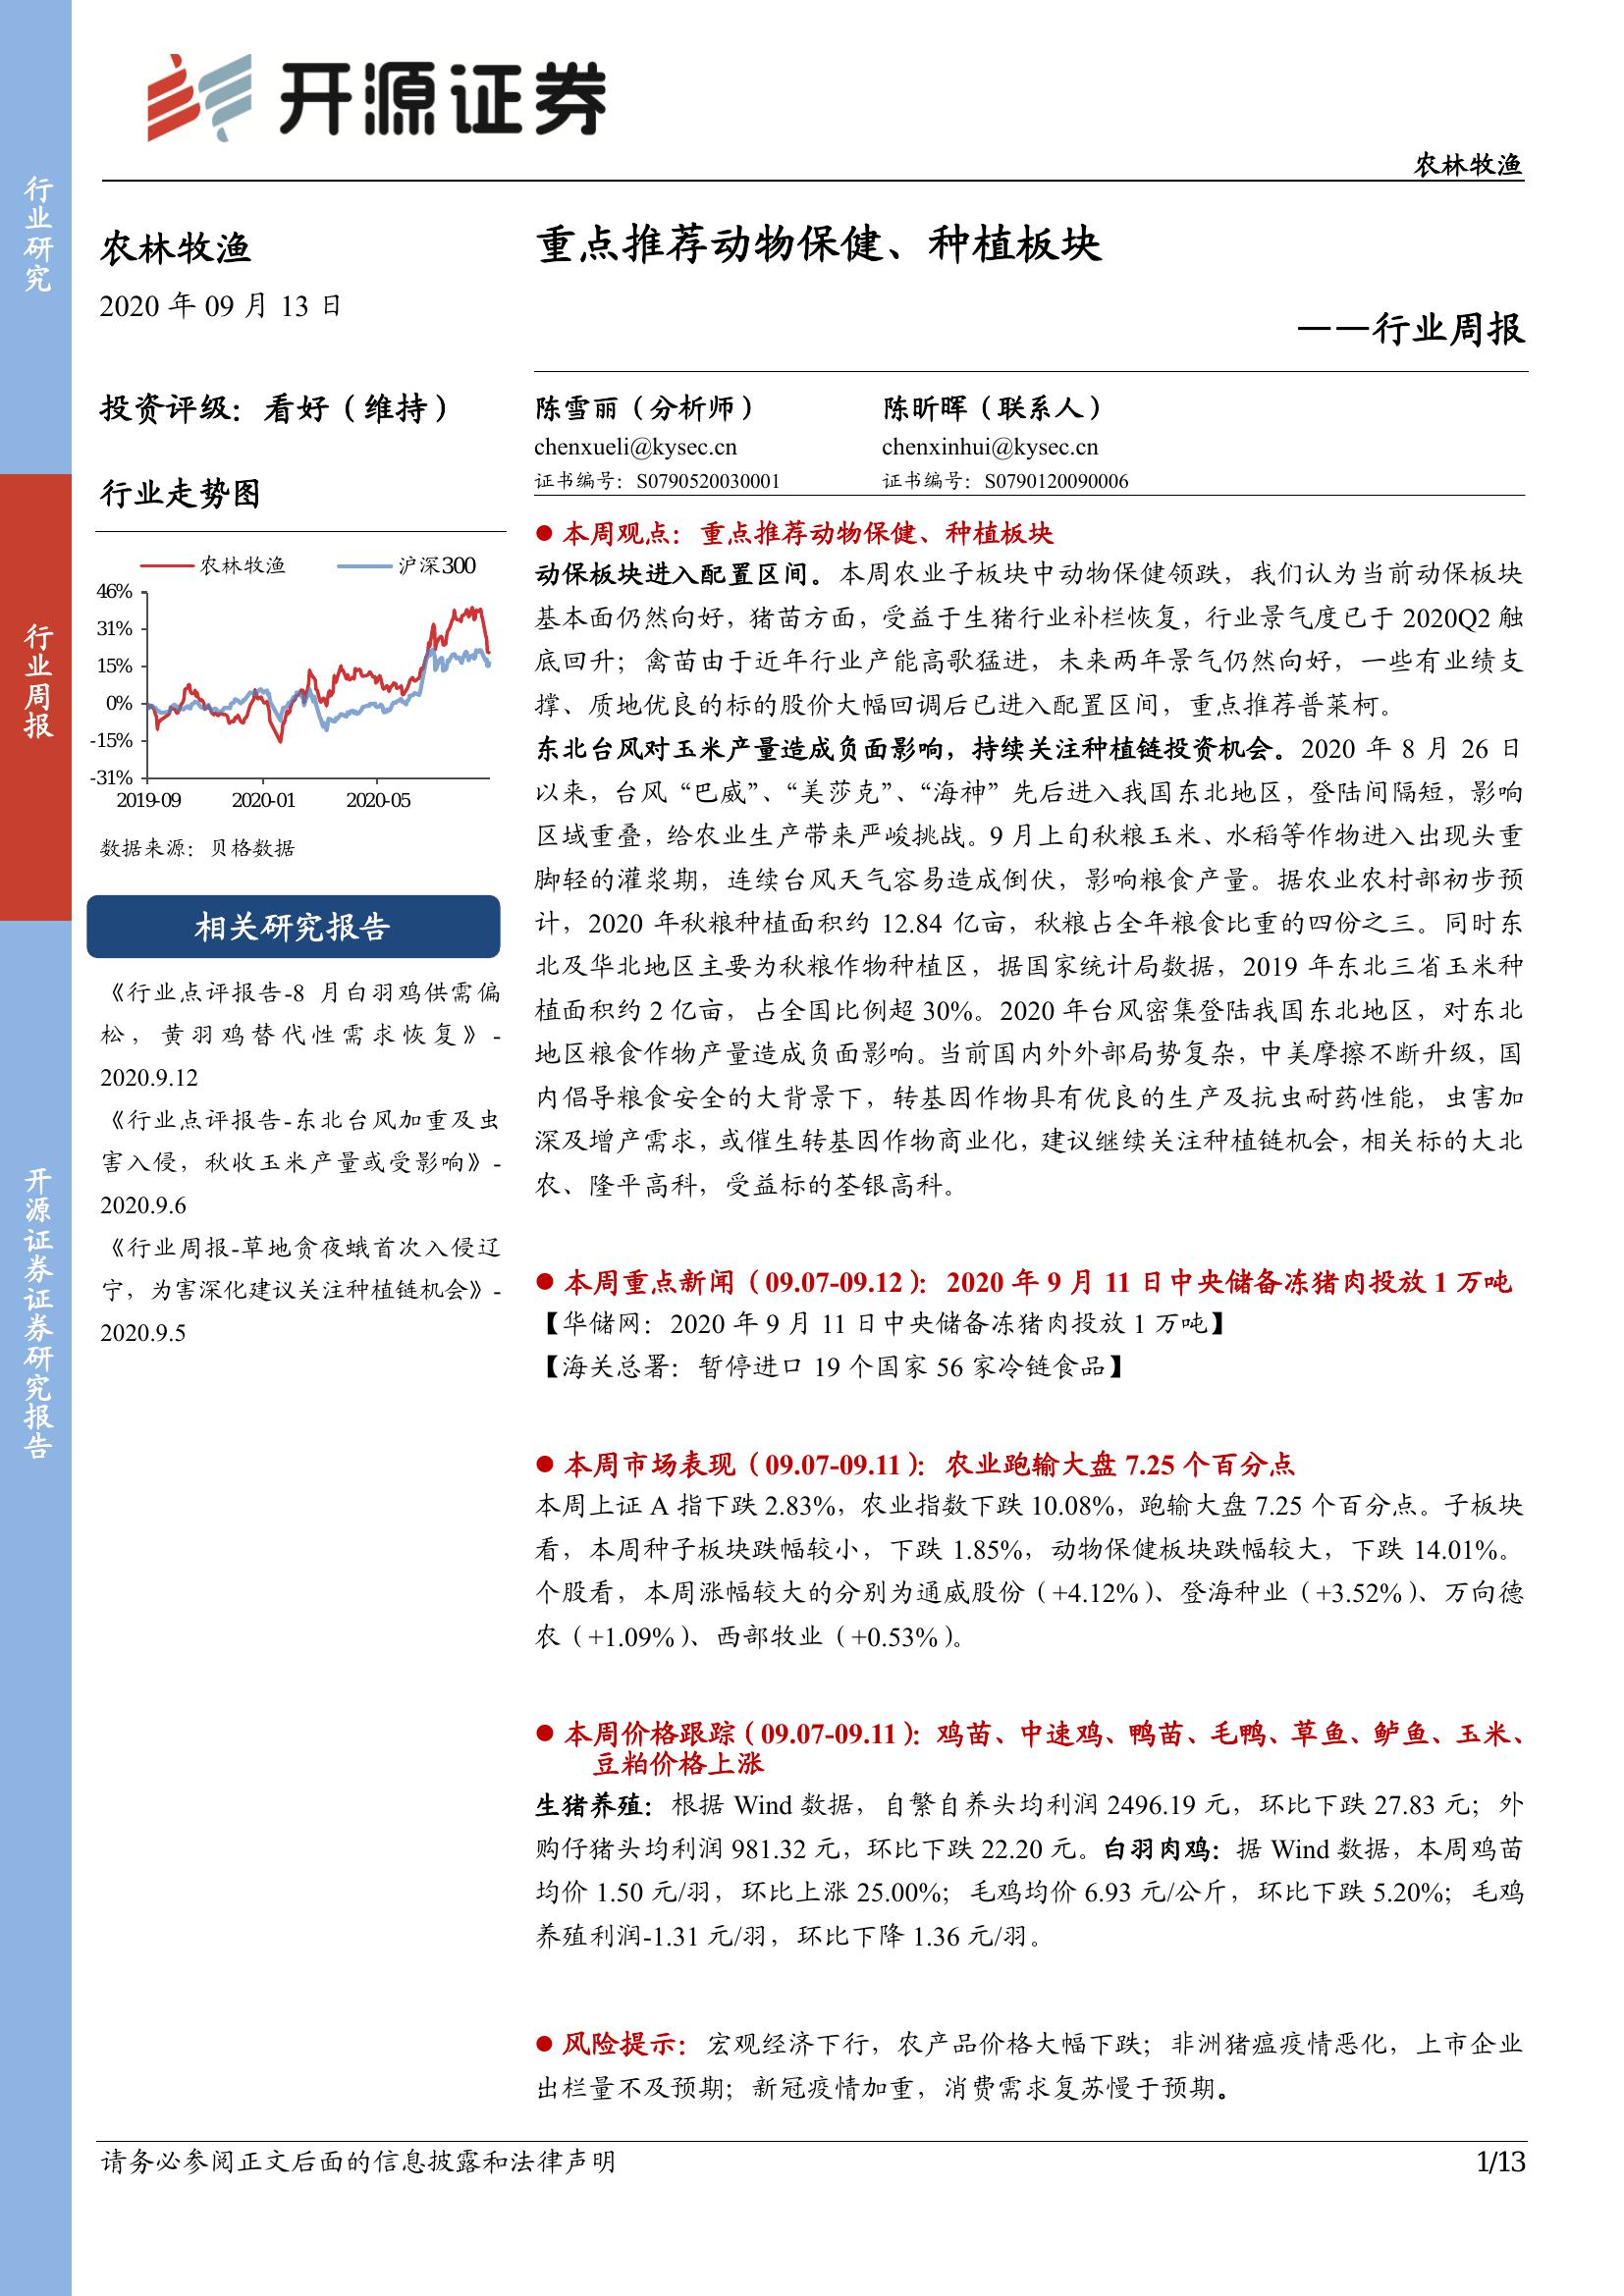 开源证券
农林牧渔
行业研究
行业周报
开源证券证券研究报告
农林牧渔
2020 年 09 月 13 日
投资评级：看好（维持）
行业走势图
农林牧渔 沪深300
46%
31%
15%
0%
-15%
-31%
2019-09 2020-01 2020-05
数据来源：贝格数据
相关研究报告
《行业点评报告-8 月白羽鸡供需偏
松，黄羽鸡替代性需求恢复》-
2020.9.12
《行业点评报告-东北台风加重及虫
害入侵，秋收玉米产量或受影响》-
2020.9.6
《行业周报-草地贪夜蛾首次入侵辽
宁，为害深化建议关注种植链机会》-
2020.9.5
重点推荐动物保健、种植板块
——行业周报
陈雪丽（分析师） 陈昕晖（联系人）
chenxueli@kysec.cn chenxinhui@kysec.cn
证书编号：S0790520030001 证书编号：S0790120090006
● 本周观点：重点推荐动物保健、种植板块
动保板块进入配置区间。本周农业子板块中动物保健领跌，我们认为当前动保板块
基本面仍然向好，猪苗方面，受益于生猪行业补栏恢复，行业景气度已于 2020Q2 触
底回升；禽苗由于近年行业产能高歌猛进，未来两年景气仍然向好，一些有业绩支
撑、质地优良的标的股价大幅回调后已进入配置区间，重点推荐普莱柯。
东北台风对玉米产量造成负面影响，持续关注种植链投资机会。2020 年 8 月 26 日
以来，台风“巴威”、“美莎克”、“海神”先后进入我国东北地区，登陆间隔短，影响
区域重叠，给农业生产带来严峻挑战。9 月上旬秋粮玉米、水稻等作物进入出现头重
脚轻的灌浆期，连续台风天气容易造成倒伏，影响粮食产量。据农业农村部初步预
计，2020 年秋粮种植面积约 12.84 亿亩，秋粮占全年粮食比重的四份之三。同时东
北及华北地区主要为秋粮作物种植区，据国家统计局数据，2019 年东北三省玉米种
植面积约 2 亿亩，占全国比例超 30%。2020 年台风密集登陆我国东北地区，对东北
地区粮食作物产量造成负面影响。当前国内外外部局势复杂，中美摩擦不断升级，国
内倡导粮食安全的大背景下，转基因作物具有优良的生产及抗虫耐药性能，虫害加
深及增产需求，或催生转基因作物商业化，建议继续关注种植链机会，相关标的大北
农、隆平高科，受益标的荃银高科。
● 本周重点新闻（09.07-09.12）：2020 年 9 月 11 日中央储备冻猪肉投放 1 万吨
【华储网：2020 年 9 月 11 日中央储备冻猪肉投放 1 万吨】
【海关总署：暂停进口 19 个国家 56 家冷链食品】
● 本周市场表现（09.07-09.11）：农业跑输大盘 7.25 个百分点
本周上证 A 指下跌 2.83%，农业指数下跌 10.08%，跑输大盘 7.25 个百分点。子板块
看，本周种子板块跌幅较小，下跌 1.85%，动物保健板块跌幅较大，下跌 14.01%。
个股看，本周涨幅较大的分别为通威股份（+4.12%）、登海种业（+3.52%）、万向德
农（+1.09%）、西部牧业（+0.53%）。
● 本周价格跟踪（09.07-09.11）：鸡苗、中速鸡、鸭苗、毛鸭、草鱼、鲈鱼、玉米、
豆粕价格上涨
生猪养殖：根据 Wind 数据，自繁自养头均利润 2496.19 元，环比下跌 27.83 元；外
购仔猪头均利润 981.32 元，环比下跌 22.20 元。白羽肉鸡：据 Wind 数据，本周鸡苗
均价 1.50 元/羽，环比上涨 25.00%；毛鸡均价 6.93 元/公斤，环比下跌 5.20%；毛鸡
养殖利润-1.31 元/羽，环比下降 1.36 元/羽。
● 风险提示：宏观经济下行，农产品价格大幅下跌；非洲猪瘟疫情恶化，上市企业
出栏量不及预期；新冠疫情加重，消费需求复苏慢于预期。
请务必参阅正文后面的信息披露和法律声明 1/13